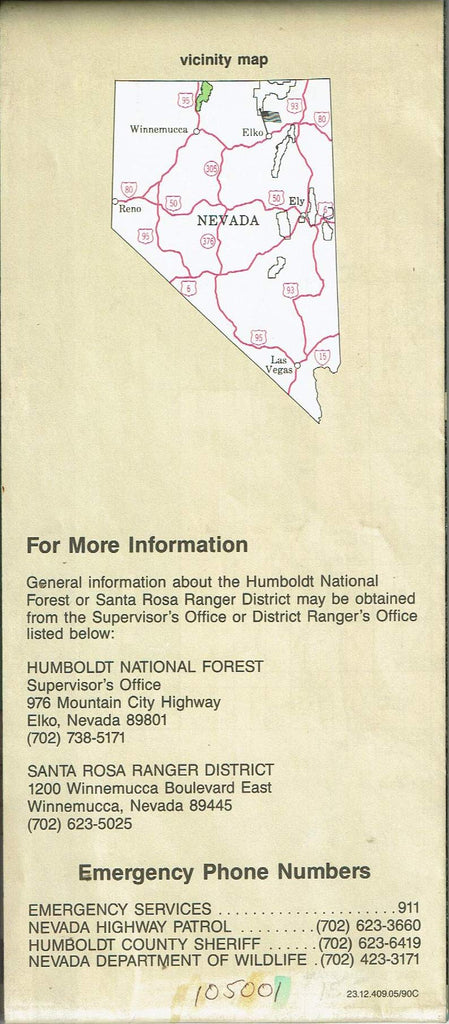 vicinity map
95
93
80
Winnemucca
Elko
305
80
50
50
Ely
6
Reno
NEVADA
95
376
6
93
95
15
Las
Vegas
For More Information
General information about the Humboldt National
Forest or Santa Rosa Ranger District may be obtained
from the Supervisor's Office or District Ranger's Office
listed below:
HUMBOLDT NATIONAL FOREST
Supervisor's Office
976 Mountain City Highway
Elko, Nevada 89801
(702) 738-5171
SANTA ROSA RANGER DISTRICT
1200 Winnemucca Boulevard East
Winnemucca, Nevada 89445
(702) 623-5025
Emergency Phone Numbers
EMERGENCY SERVICES . . . . . . . . . . . . . . . . . . . . 911
NEVADA HIGHWAY PATROL . . . . . . . . . (702) 623-3660
HUMBOLDT COUNTY SHERIFF . . . . . . (702) 623-6419
NEVADA DEPARTMENT OF WILDLIFE . (702) 423-3171
105001
23.12.409.05/90C